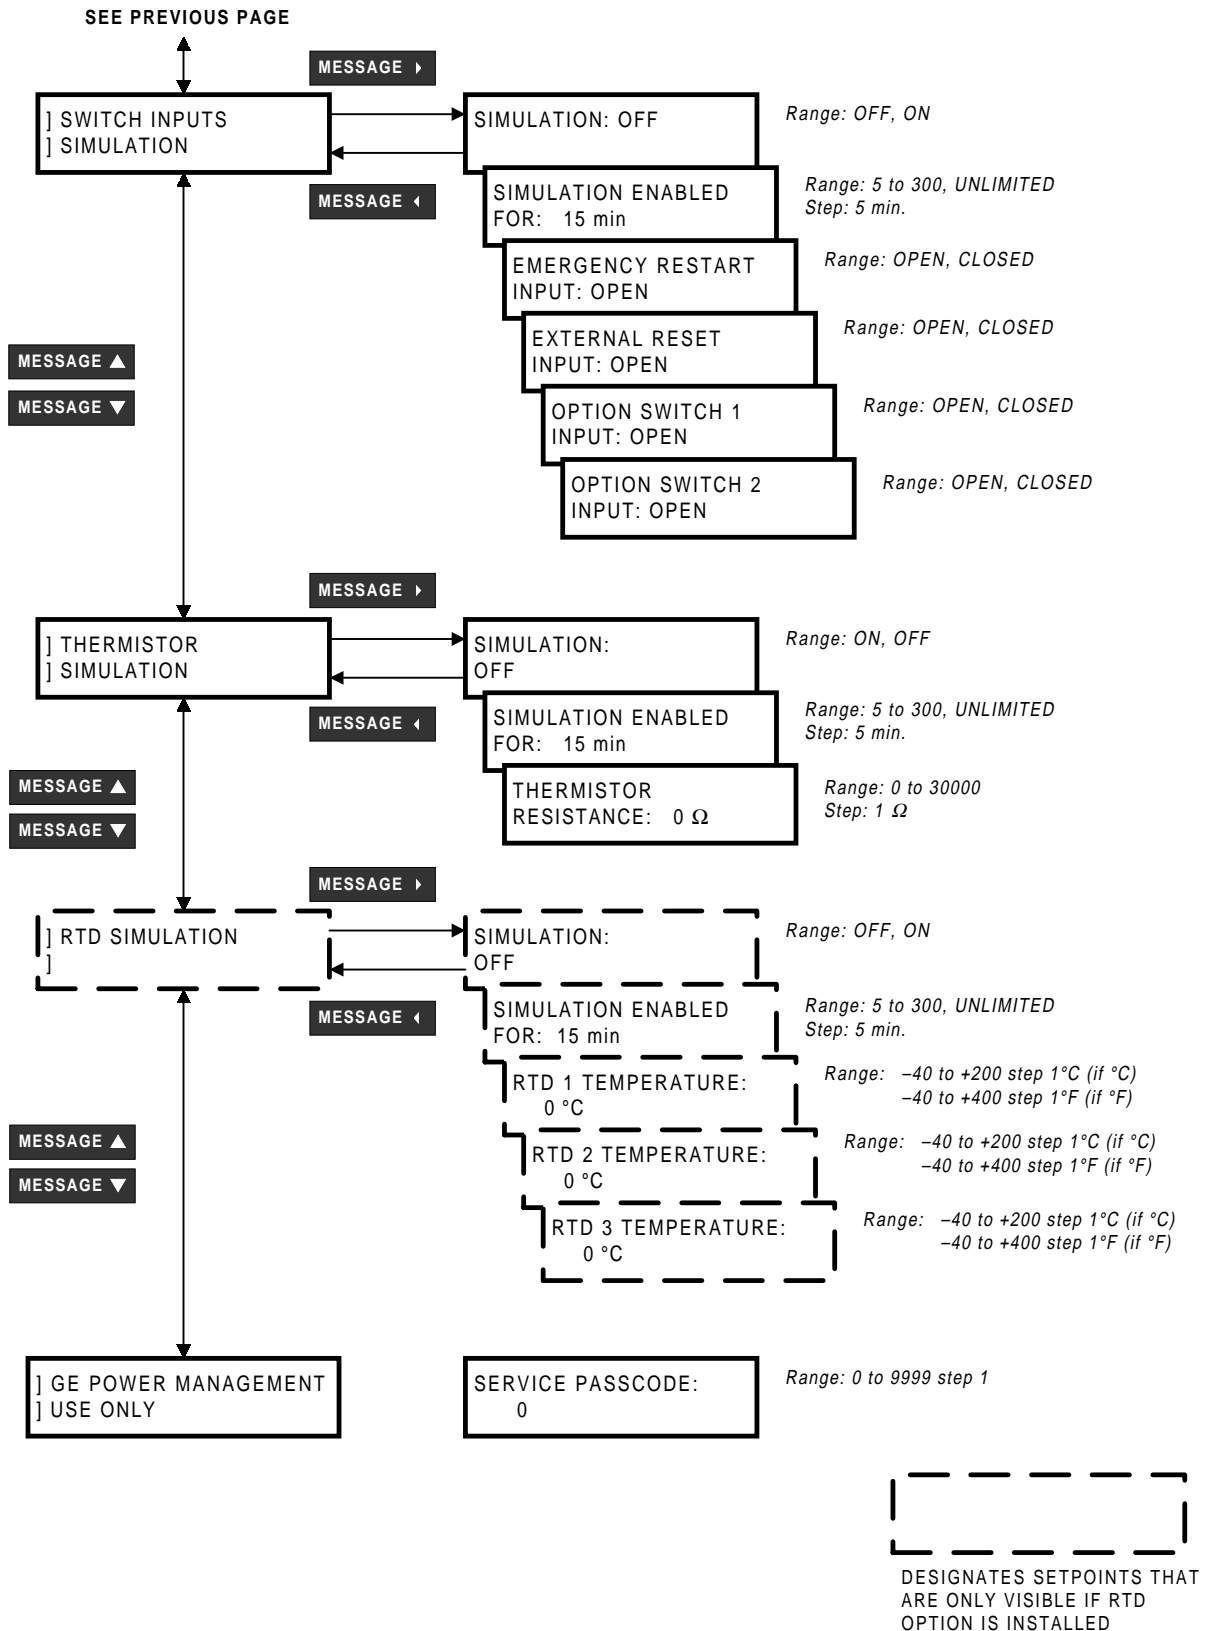 SEE PREVIOUS PAGE
MESSAGE
] SWITCH INPUTS
] SIMULATION
SIMULATION: OFF
Range: OFF, ON
MESSAGE
SIMULATION ENABLED
FOR: 15 min
Range: 5 to 300, UNLIMITED
Step: 5 min.
EMERGENCY RESTART
INPUT: OPEN
Range: OPEN, CLOSED
EXTERNAL RESET
INPUT: OPEN
Range: OPEN, CLOSED
MESSAGE ▲
MESSAGE ▼
OPTION SWITCH 1
INPUT: OPEN
Range: OPEN, CLOSED
OPTION SWITCH 2
INPUT: OPEN
Range: OPEN, CLOSED
MESSAGE
] THERMISTOR
] SIMULATION
SIMULATION:
OFF
Range: ON, OFF
MESSAGE
SIMULATION ENABLED
FOR: 15 min
Range: 5 to 300, UNLIMITED
Step: 5 min.
MESSAGE ▲
MESSAGE ▼
THERMISTOR
RESISTANCE: 0 Ω
Range: 0 to 30000
Step: 1 Ω
MESSAGE
] RTD SIMULATION
]
SIMULATION:
OFF
Range: OFF, ON
MESSAGE
SIMULATION ENABLED
FOR: 15 min
Range: 5 to 300, UNLIMITED
Step: 5 min.
RTD 1 TEMPERATURE:
0 °C
Range: –40 to +200 step 1°C (if °C)
–40 to +400 step 1°F (if °F)
MESSAGE ▲
MESSAGE ▼
RTD 2 TEMPERATURE:
0 °C
Range: –40 to +200 step 1°C (if °C)
–40 to +400 step 1°F (if °F)
RTD 3 TEMPERATURE:
0 °C
Range: –40 to +200 step 1°C (if °C)
–40 to +400 step 1°F (if °F)
] GE POWER MANAGEMENT
] USE ONLY
SERVICE PASSCODE:
0
Range: 0 to 9999 step 1
DESIGNATES SETPOINTS THAT
ARE ONLY VISIBLE IF RTD
OPTION IS INSTALLED